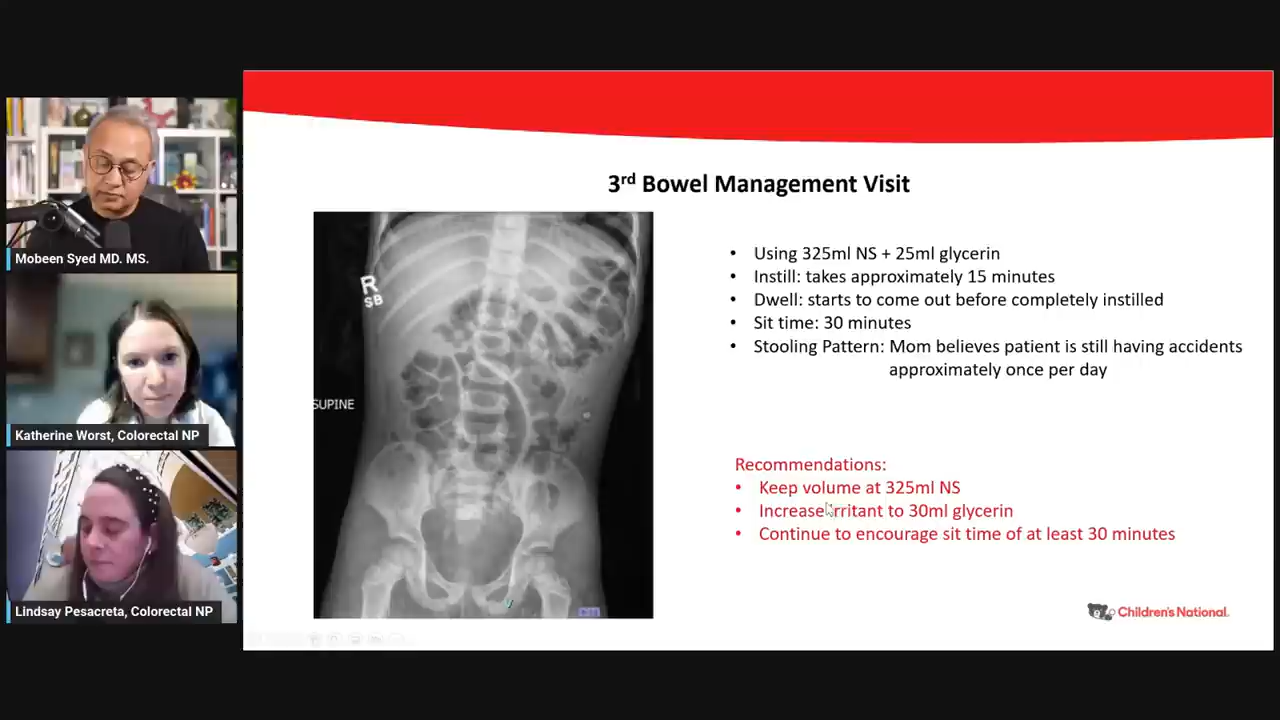 Mobeen Syed MD. MS.
Katherine Worst, Colorectal NP
Lindsay Pesacreta, Colorectal NP
3rd Bowel Management Visit
R
SB
SUPINE
• Using 325ml NS + 25ml glycerin
• Instill: takes approximately 15 minutes
• Dwell: starts to come out before completely instilled
• Sit time: 30 minutes
• Stooling Pattern: Mom believes patient is still having accidents
approximately once per day
Recommendations:
• Keep volume at 325ml NS
• Increase irritant to 30ml glycerin
• Continue to encourage sit time of at least 30 minutes
Children's National